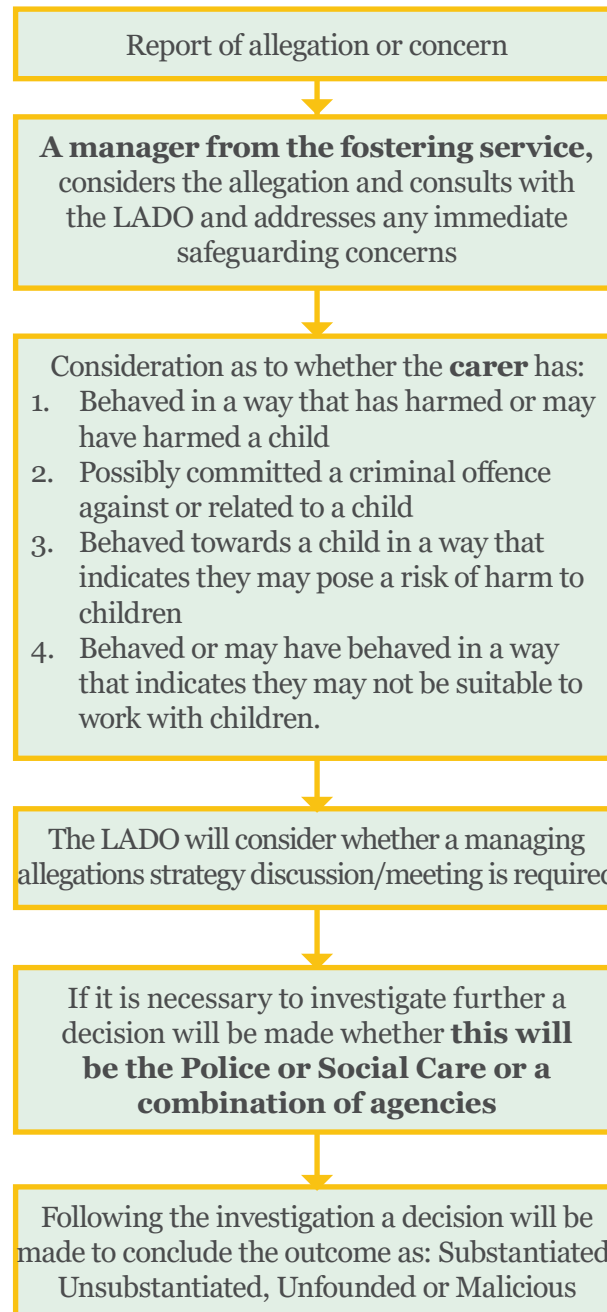 Report of allegation or concern
A manager from the fostering service,
considers the allegation and consults with
the LADO and addresses any immediate
safeguarding concerns
Consideration as to whether the carer has:
1. Behaved in a way that has harmed or may
have harmed a child
2. Possibly committed a criminal offence
against or related to a child
3. Behaved towards a child in a way that
indicates they may pose a risk of harm to
children
4. Behaved or may have behaved in a way
that indicates they may not be suitable to
work with children.
The LADO will consider whether a managing
allegations strategy discussion/meeting is required
If it is necessary to investigate further a
decision will be made whether this will
be the Police or Social Care or a
combination of agencies
Following the investigation a decision will be
made to conclude the outcome as: Substantiated
Unsubstantiated, Unfounded or Malicious